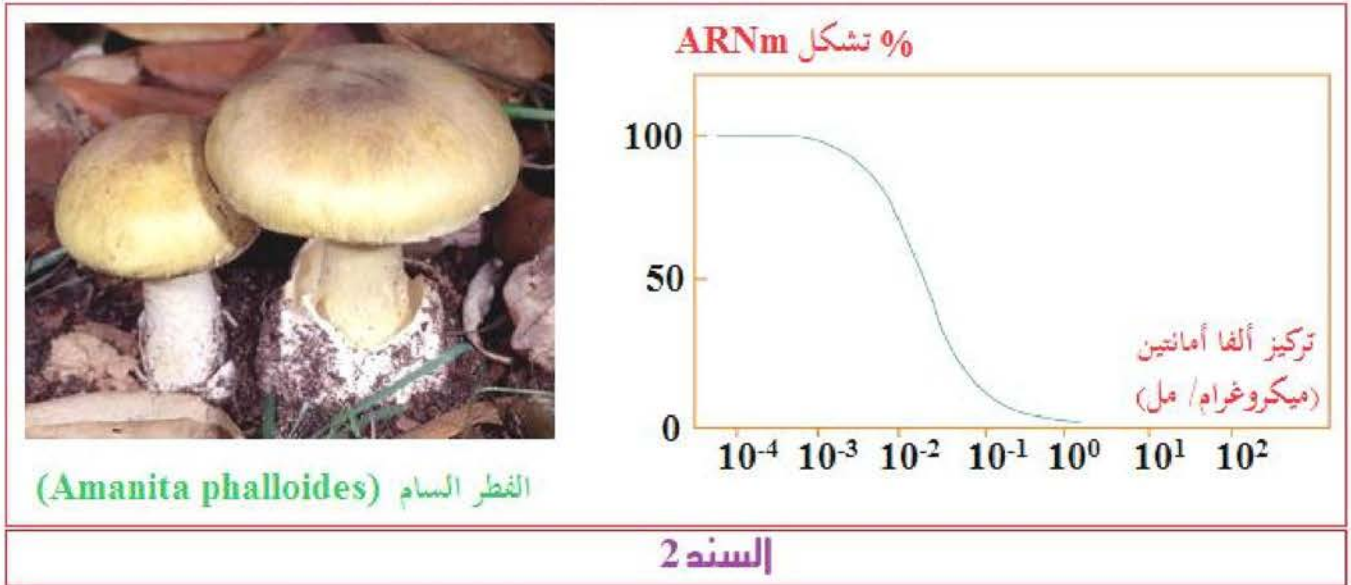 % تشكل ARNm
100
50
0
10⁻⁴ 10⁻³ 10⁻² 10⁻¹ 10⁰ 10¹ 10²
تركيز ألفا أمانتين
(ميكروغرام/ مل)
الفطر السام (Amanita phalloides)
السند 2